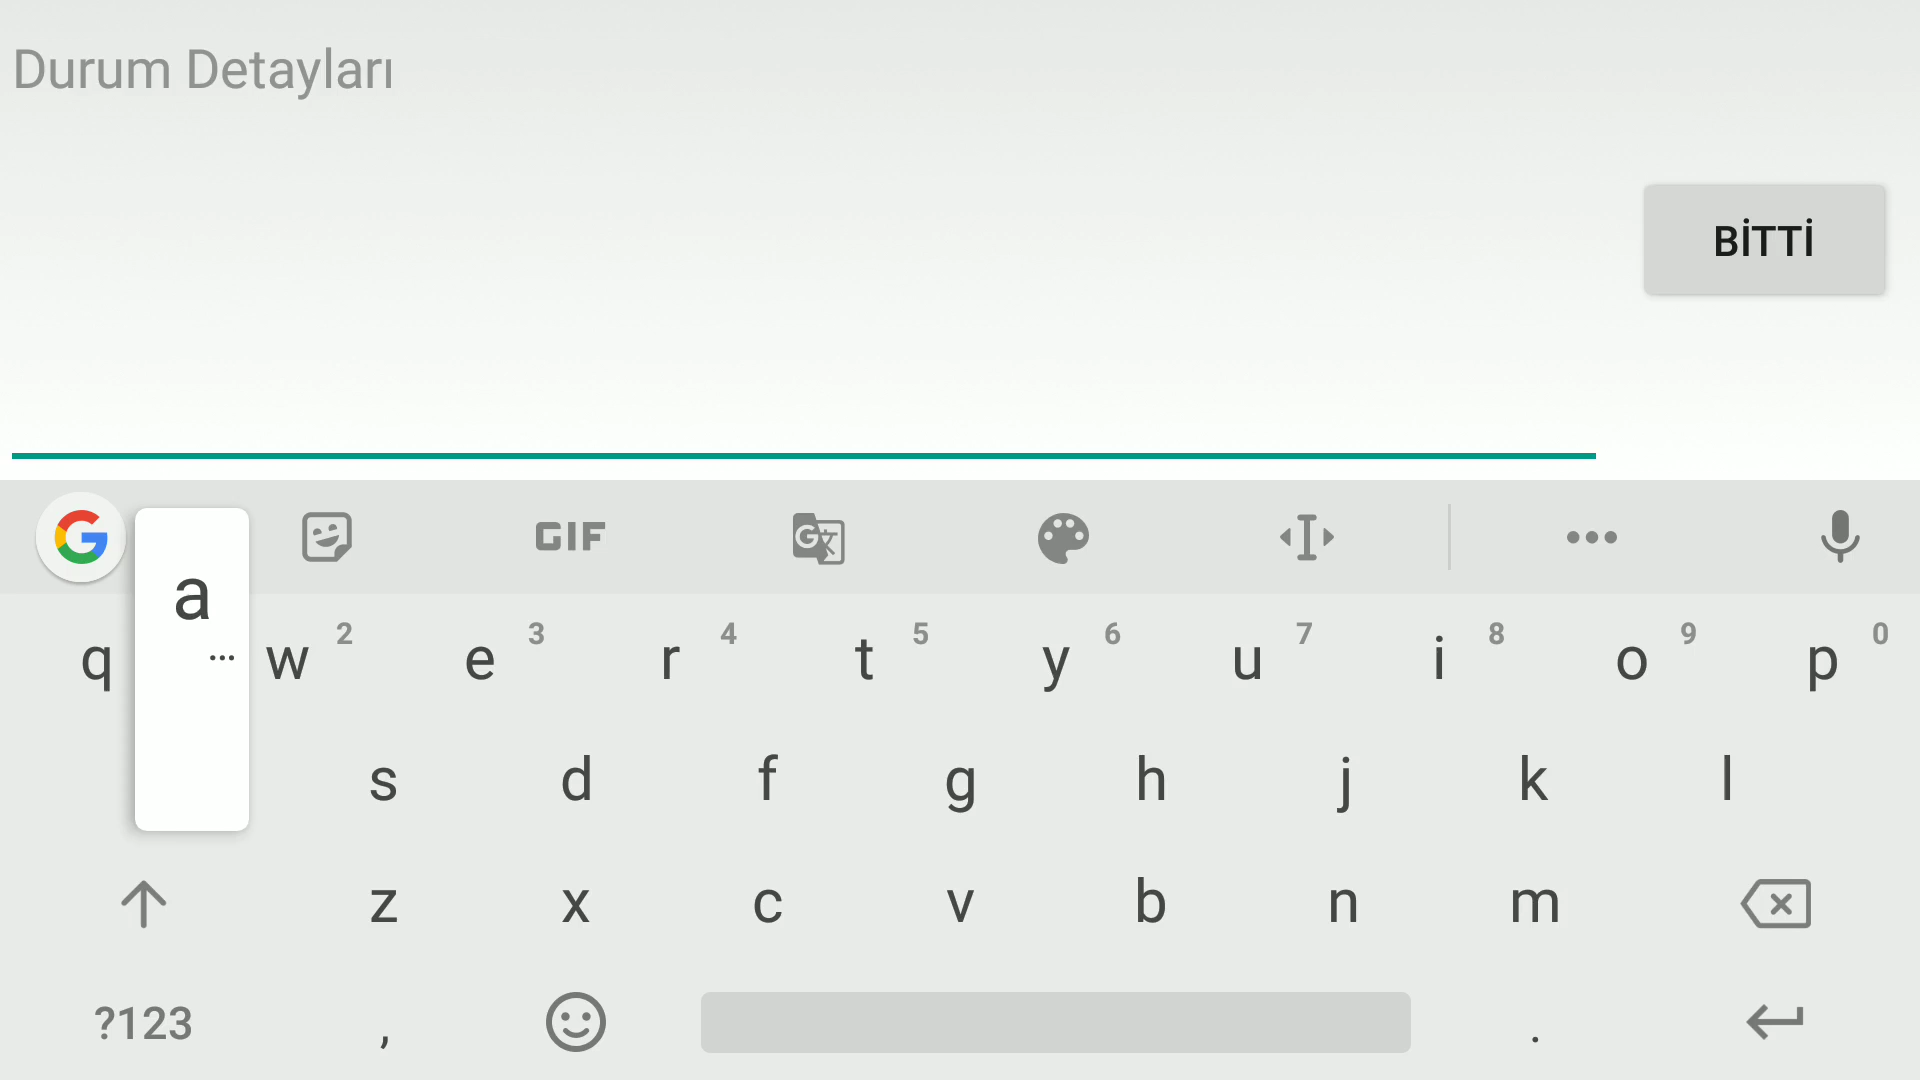 Durum Detayları
BİTTİ
GIF
a
...
q w 2 e 3 r 4 t 5 y 6 u 7 i 8 o 9 p 0
s d f g h j k l
z x c v b n m
?123 , .